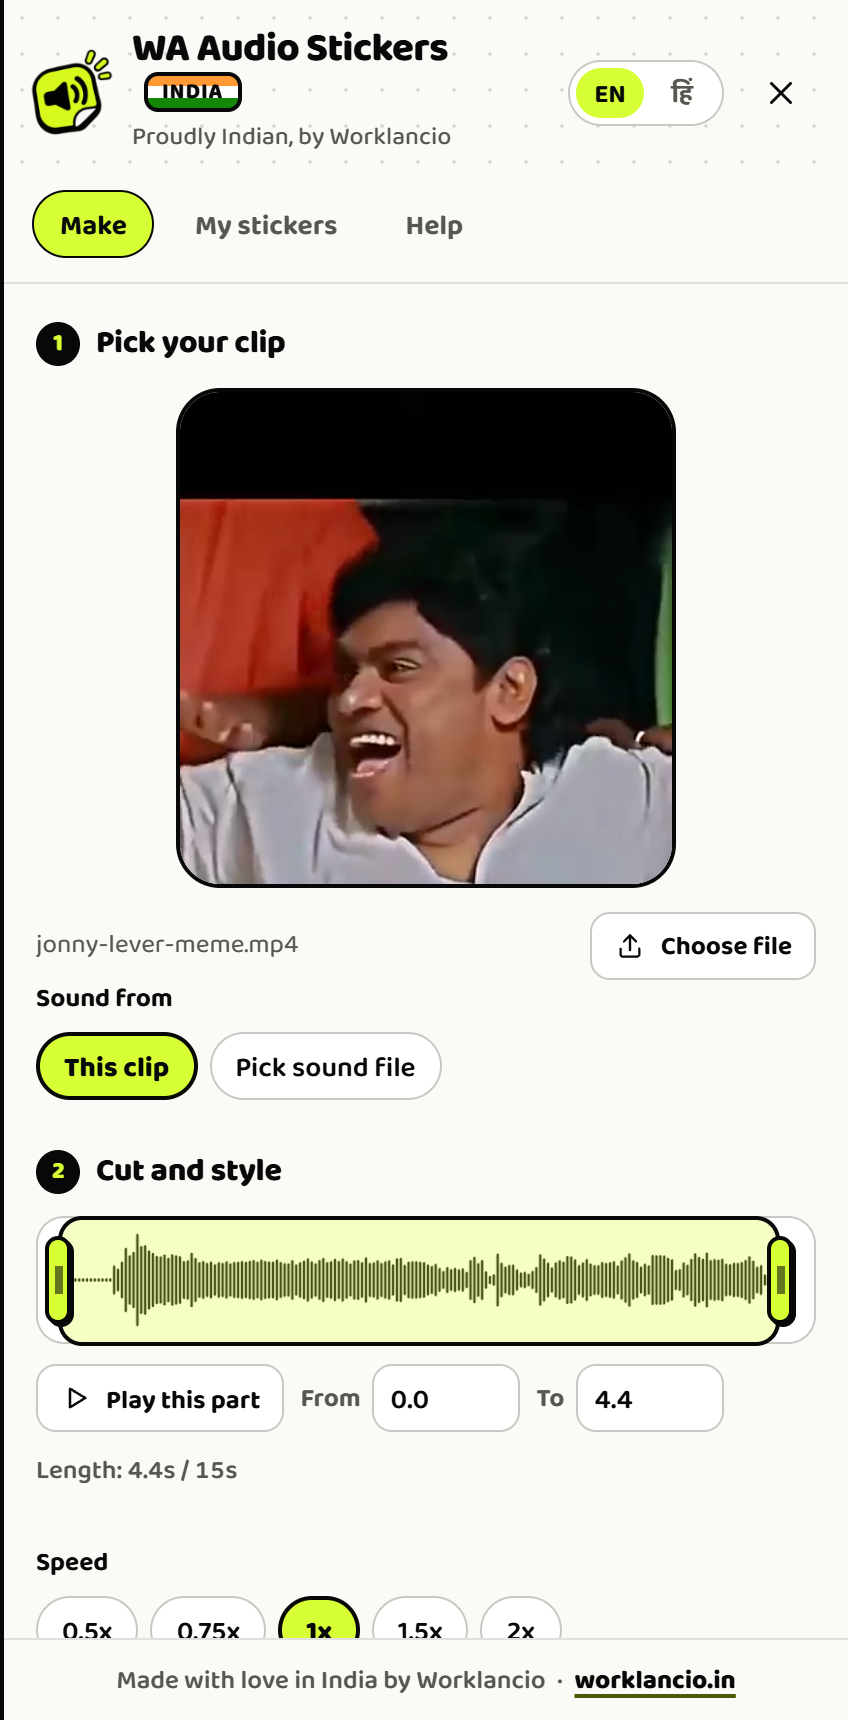 WA Audio Stickers
INDIA
Proudly Indian, by Worklancio
EN हिं
Make My stickers Help
1 Pick your clip
jonny-lever-meme.mp4
Choose file
Sound from
This clip Pick sound file
2 Cut and style
Play this part From 0.0 To 4.4
Length: 4.4s / 15s
Speed
0.5x 0.75x 1x 1.5x 2x
Made with love in India by Worklancio · worklancio.in